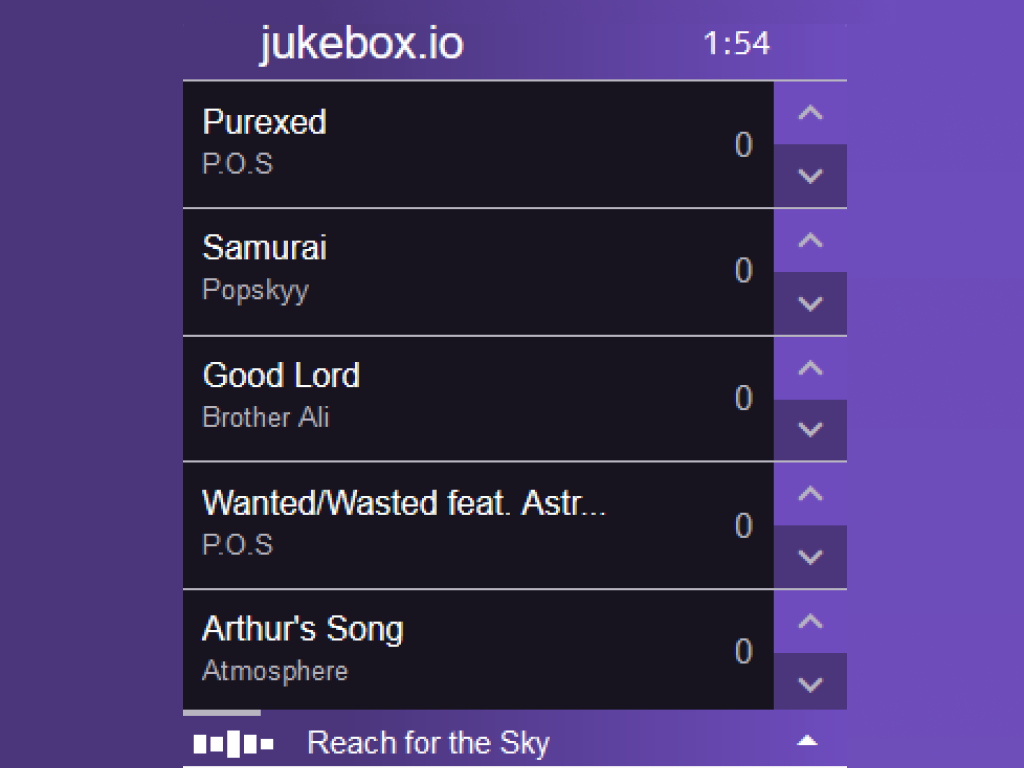 jukebox.io 1:54
Purexed
P.O.S
0
Samurai
Popskyy
0
Good Lord
Brother Ali
0
Wanted/Wasted feat. Astr...
P.O.S
0
Arthur's Song
Atmosphere
0
Reach for the Sky